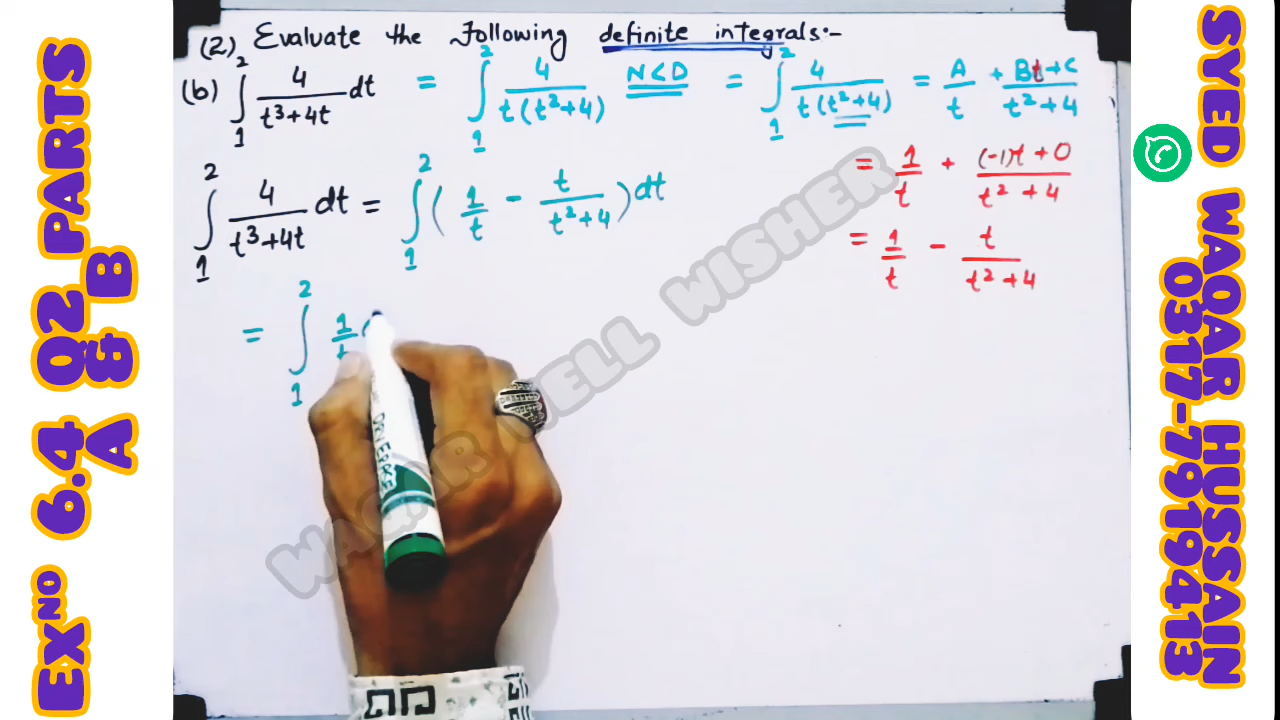 (2), Evaluate the following definite integrals:-
(b) ∫₁² 4/(t³+4t) dt = ∫₁² 4/(t(t²+4)) N<D = ∫₁² 4/(t(t²+4)) = A/t + (Bt+C)/(t²+4)
= 1/t + ((-1)t+0)/(t²+4)
∫₁² 4/(t³+4t) dt = ∫₁² (1/t - t/(t²+4)) dt
= 1/t - t/(t²+4)
= ∫₁² 1/t
WAQAR WELL WISHER
Exᴺᴼ 6.4 Q2 PARTS
A & B
SYED WAQAR HUSSAIN
0317-7919413